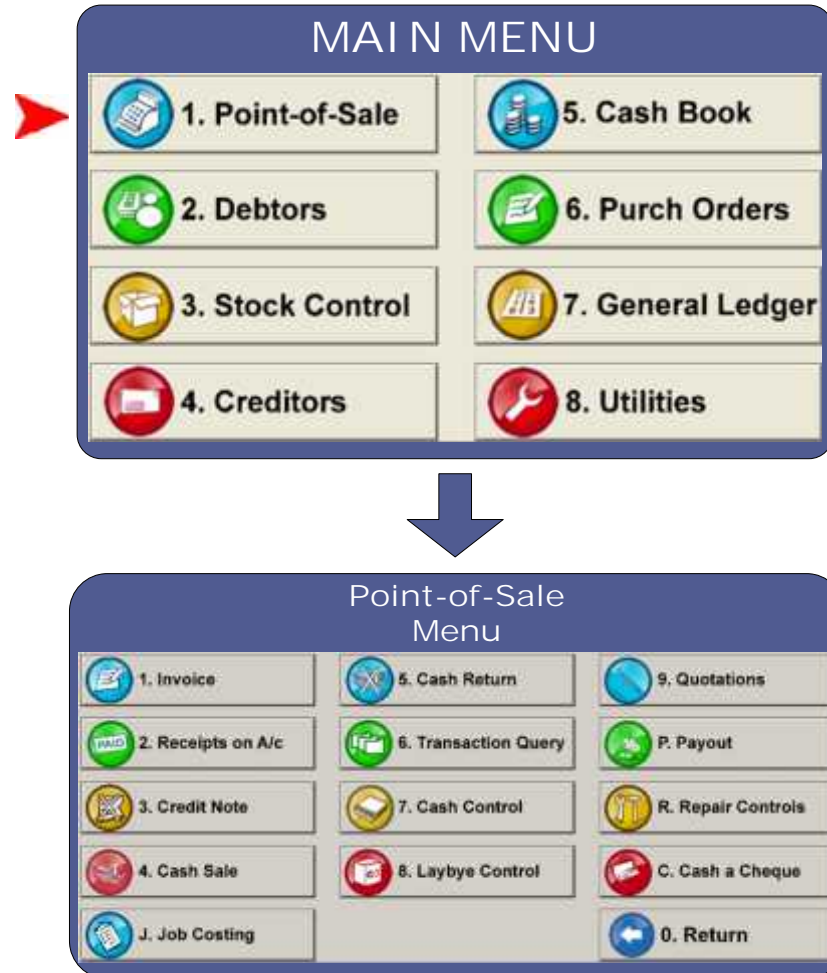 MAIN MENU
1. Point-of-Sale
5. Cash Book
2. Debtors
6. Purch Orders
3. Stock Control
7. General Ledger
4. Creditors
8. Utilities
Point-of-Sale
Menu
1. Invoice
5. Cash Return
9. Quotations
PAID
2. Receipts on A/c
6. Transaction Query
P. Payout
3. Credit Note
7. Cash Control
R. Repair Controls
4. Cash Sale
8. Laybye Control
C. Cash a Cheque
J. Job Costing
0. Return